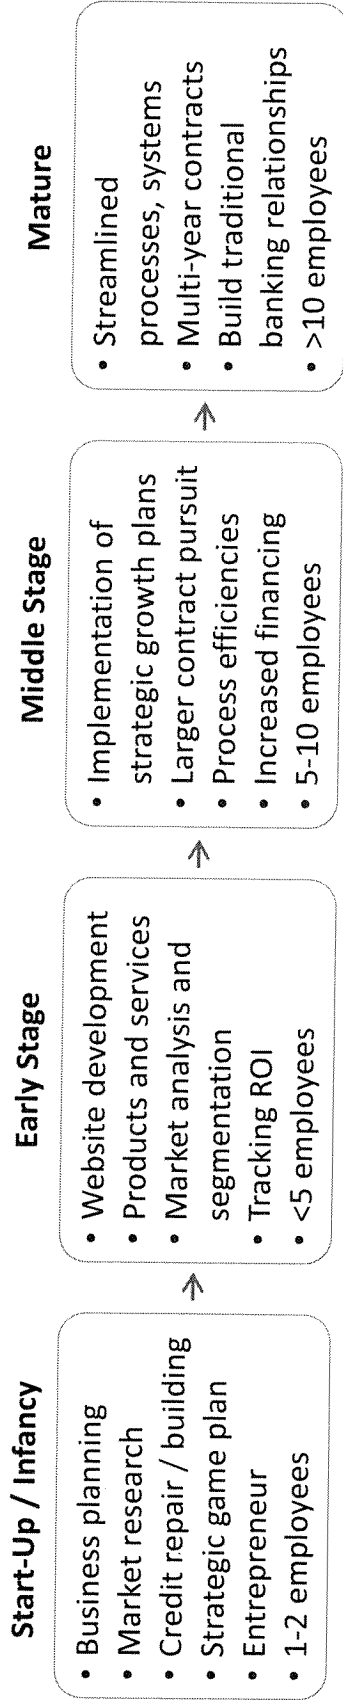 Start-Up / Infancy
• Business planning
• Market research
• Credit repair / building
• Strategic game plan
• Entrepreneur
• 1-2 employees
Early Stage
• Website development
• Products and services
• Market analysis and
segmentation
• Tracking ROI
• <5 employees
Middle Stage
• Implementation of
strategic growth plans
• Larger contract pursuit
• Process efficiencies
• Increased financing
• 5-10 employees
Mature
• Streamlined
processes, systems
• Multi-year contracts
• Build traditional
banking relationships
• >10 employees